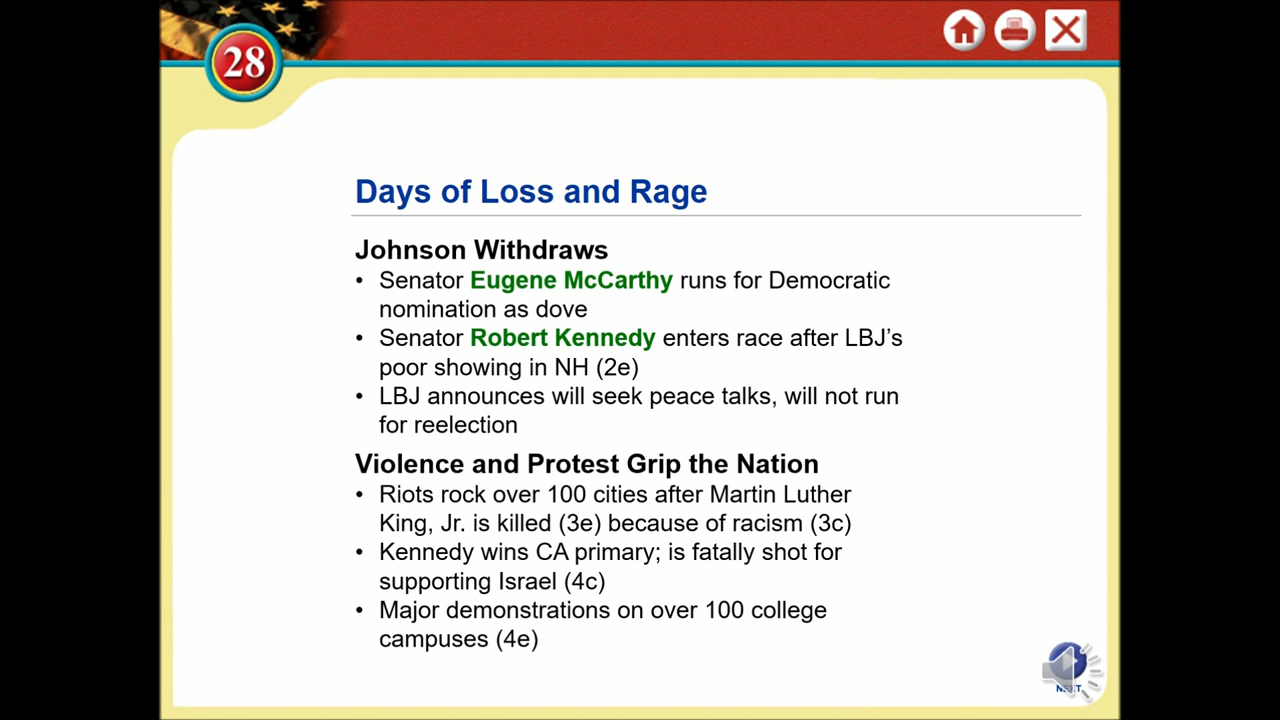 28
Days of Loss and Rage
Johnson Withdraws
• Senator Eugene McCarthy runs for Democratic
nomination as dove
• Senator Robert Kennedy enters race after LBJ’s
poor showing in NH (2e)
• LBJ announces will seek peace talks, will not run
for reelection
Violence and Protest Grip the Nation
• Riots rock over 100 cities after Martin Luther
King, Jr. is killed (3e) because of racism (3c)
• Kennedy wins CA primary; is fatally shot for
supporting Israel (4c)
• Major demonstrations on over 100 college
campuses (4e)
NEXT